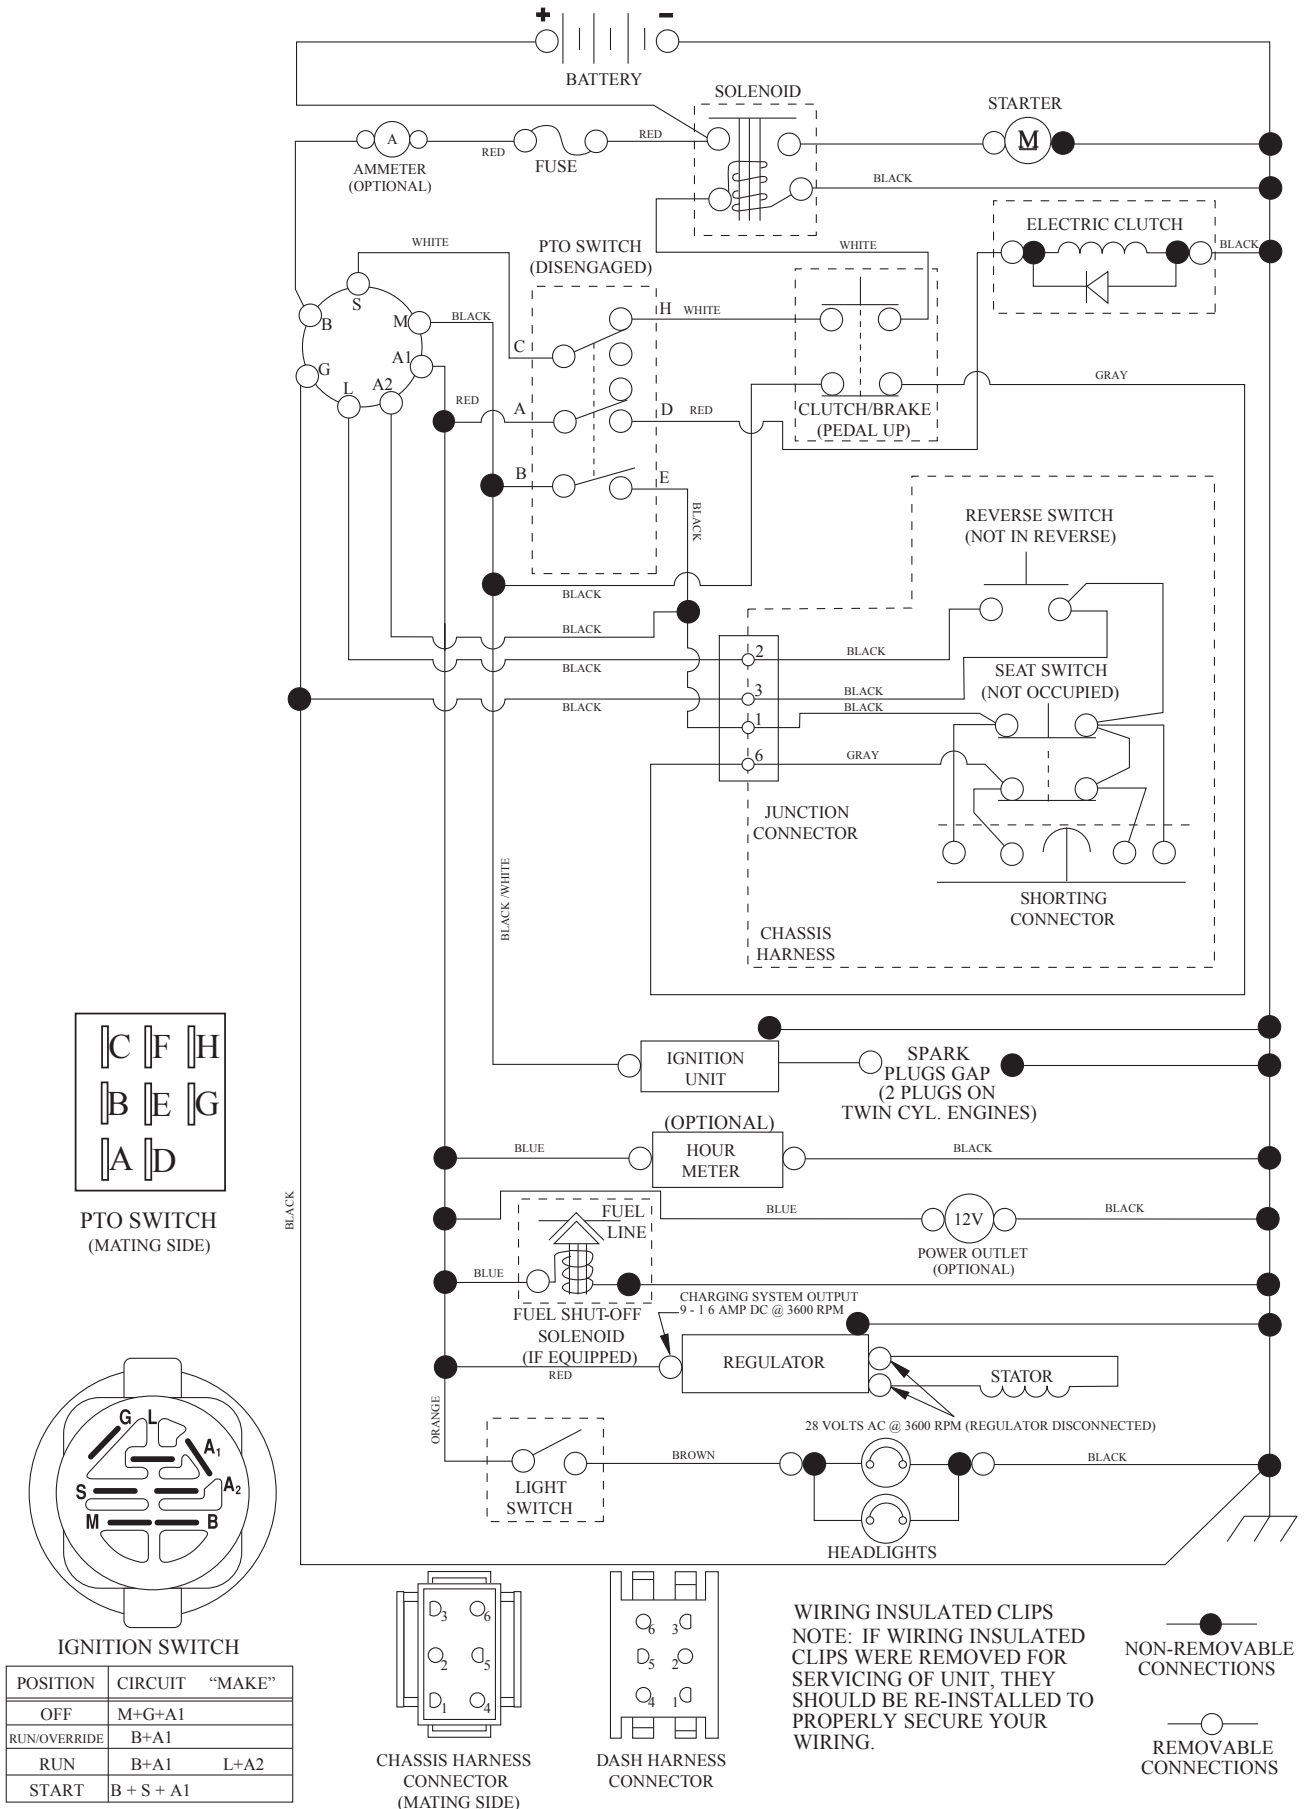 + -
BATTERY
SOLENOID
STARTER
A
AMMETER
(OPTIONAL)
RED
FUSE
RED
M
BLACK
ELECTRIC CLUTCH
BLACK
WHITE
PTO SWITCH
(DISENGAGED)
WHITE
S
B
M
BLACK
H
WHITE
C
G
A1
L
A2
RED
A
D
RED
CLUTCH/BRAKE
(PEDAL UP)
GRAY
B
E
BLACK
REVERSE SWITCH
(NOT IN REVERSE)
BLACK
BLACK
2
BLACK
BLACK
SEAT SWITCH
(NOT OCCUPIED)
3
BLACK
BLACK
BLACK
1
6
GRAY
JUNCTION
CONNECTOR
BLACK /WHITE
SHORTING
CONNECTOR
CHASSIS
HARNESS
C F H
B E G
A D
PTO SWITCH
(MATING SIDE)
BLACK
IGNITION
UNIT
SPARK
PLUGS GAP
(2 PLUGS ON
TWIN CYL. ENGINES)
(OPTIONAL)
BLUE
HOUR
METER
BLACK
FUEL
LINE
BLUE
12V
BLACK
POWER OUTLET
(OPTIONAL)
BLUE
FUEL SHUT-OFF
SOLENOID
(IF EQUIPPED)
CHARGING SYSTEM OUTPUT
9 - 1 6 AMP DC @ 3600 RPM
RED
REGULATOR
STATOR
28 VOLTS AC @ 3600 RPM (REGULATOR DISCONNECTED)
ORANGE
LIGHT
SWITCH
BROWN
BLACK
HEADLIGHTS
G L
A1
S
A2
M
B
IGNITION SWITCH
POSITION CIRCUIT “MAKE”
OFF M+G+A1
RUN/OVERRIDE B+A1
RUN B+A1 L+A2
START B + S + A1
3 6
2 5
1 4
CHASSIS HARNESS
CONNECTOR
(MATING SIDE)
6 3
5 2
4 1
DASH HARNESS
CONNECTOR
WIRING INSULATED CLIPS
NOTE: IF WIRING INSULATED
CLIPS WERE REMOVED FOR
SERVICING OF UNIT, THEY
SHOULD BE RE-INSTALLED TO
PROPERLY SECURE YOUR
WIRING.
NON-REMOVABLE
CONNECTIONS
REMOVABLE
CONNECTIONS